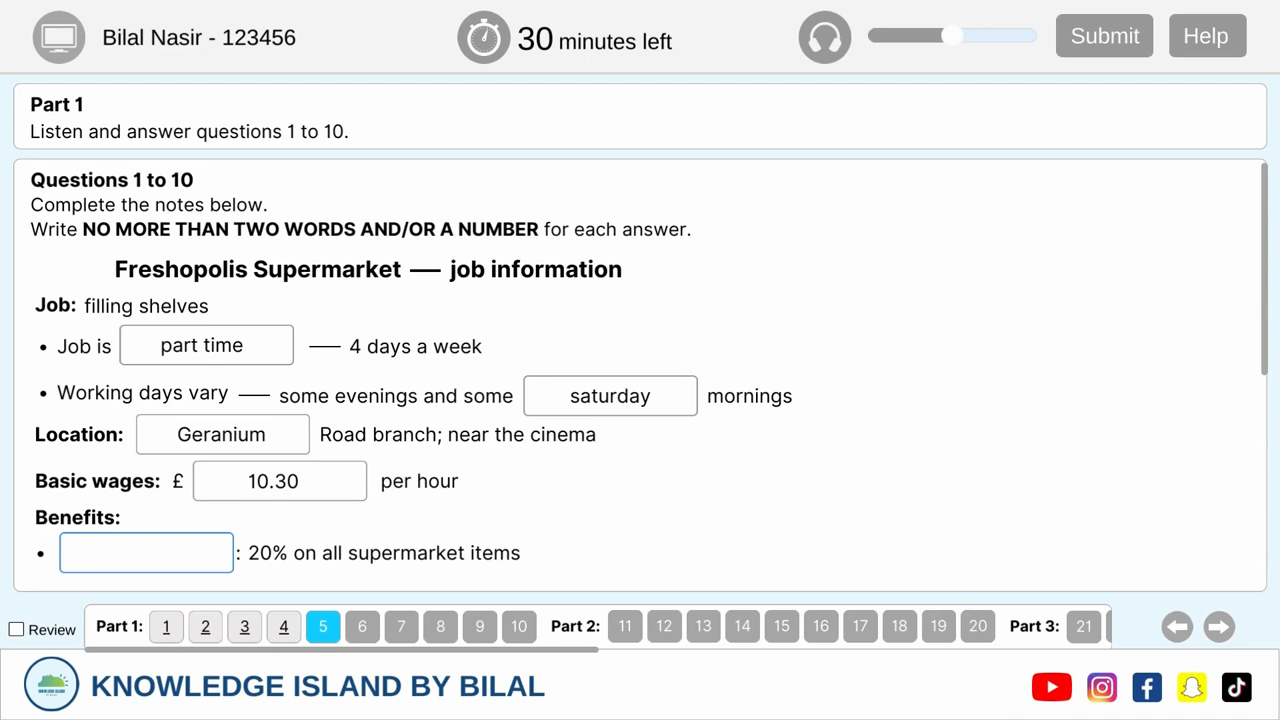 Bilal Nasir - 123456
30 minutes left
Submit
Help
Part 1
Listen and answer questions 1 to 10.
Questions 1 to 10
Complete the notes below.
Write NO MORE THAN TWO WORDS AND/OR A NUMBER for each answer.
Freshopolis Supermarket — job information
Job: filling shelves
• Job is part time — 4 days a week
• Working days vary — some evenings and some saturday mornings
Location: Geranium Road branch; near the cinema
Basic wages: £ 10.30 per hour
Benefits:
• : 20% on all supermarket items
Review
Part 1: 1 2 3 4 5 6 7 8 9 10 Part 2: 11 12 13 14 15 16 17 18 19 20 Part 3: 21
KNOWLEDGE ISLAND BY BILAL